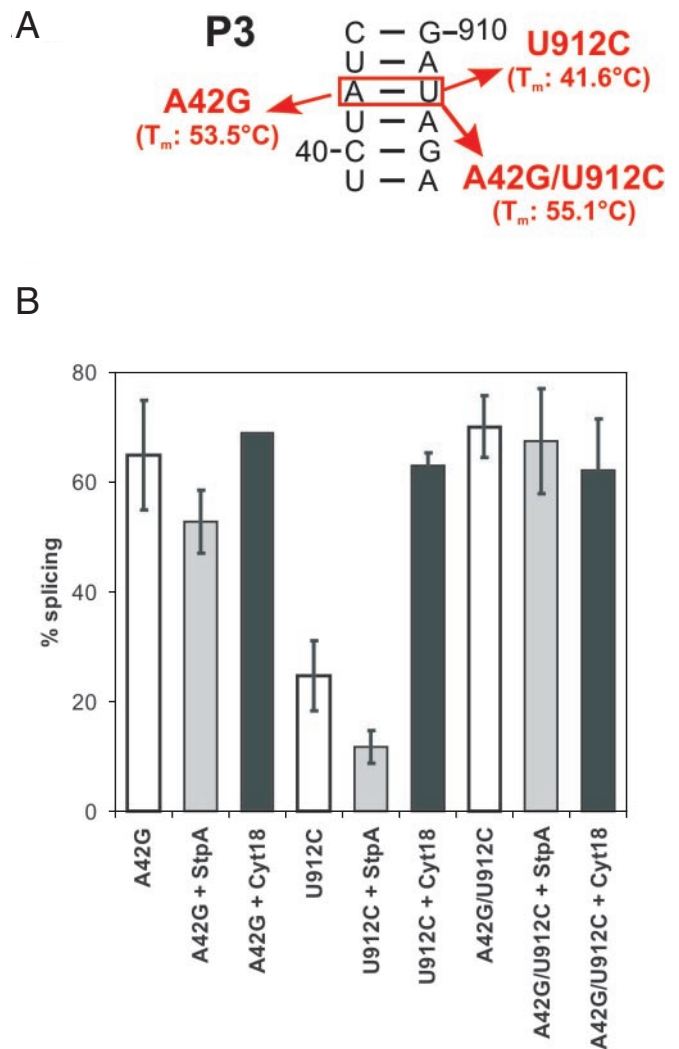 A
P3
C – G–910
U – A
A – U
U – A
40–C – G
U – A
A42G
(Tm: 53.5°C)
U912C
(Tm: 41.6°C)
A42G/U912C
(Tm: 55.1°C)
B
% splicing
80
60
40
20
0
A42G
A42G + StpA
A42G + Cyt18
U912C
U912C + StpA
U912C + Cyt18
A42G/U912C
A42G/U912C + StpA
A42G/U912C + Cyt18